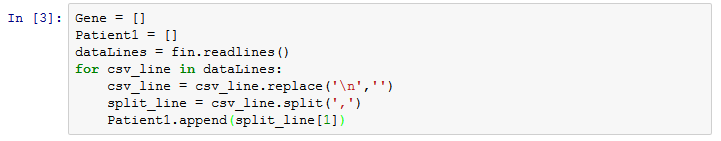 In [3]: Gene = []
Patient1 = []
dataLines = fin.readlines()
for csv_line in dataLines:
    csv_line = csv_line.replace('\n','')
    split_line = csv_line.split(',')
    Patient1.append(split_line[1])